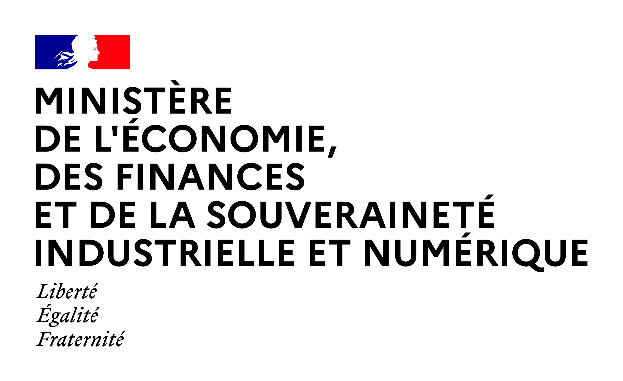 MINISTÈRE
DE L'ÉCONOMIE,
DES FINANCES
ET DE LA SOUVERAINETÉ
INDUSTRIELLE ET NUMÉRIQUE
Liberté
Égalité
Fraternité